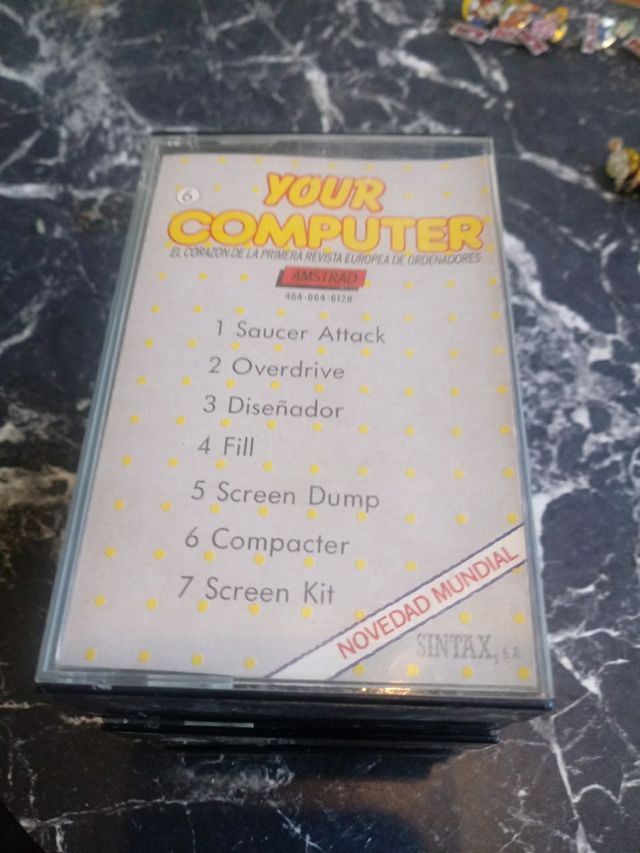 6
YOUR
COMPUTER
EL CORAZON DE LA PRIMERA REVISTA EUROPEA DE ORDENADORES
AMSTRAD
464-664-6128
1 Saucer Attack
2 Overdrive
3 Diseñador
4 Fill
5 Screen Dump
6 Compacter
7 Screen Kit
NOVEDAD MUNDIAL
SINTAX, S.A.